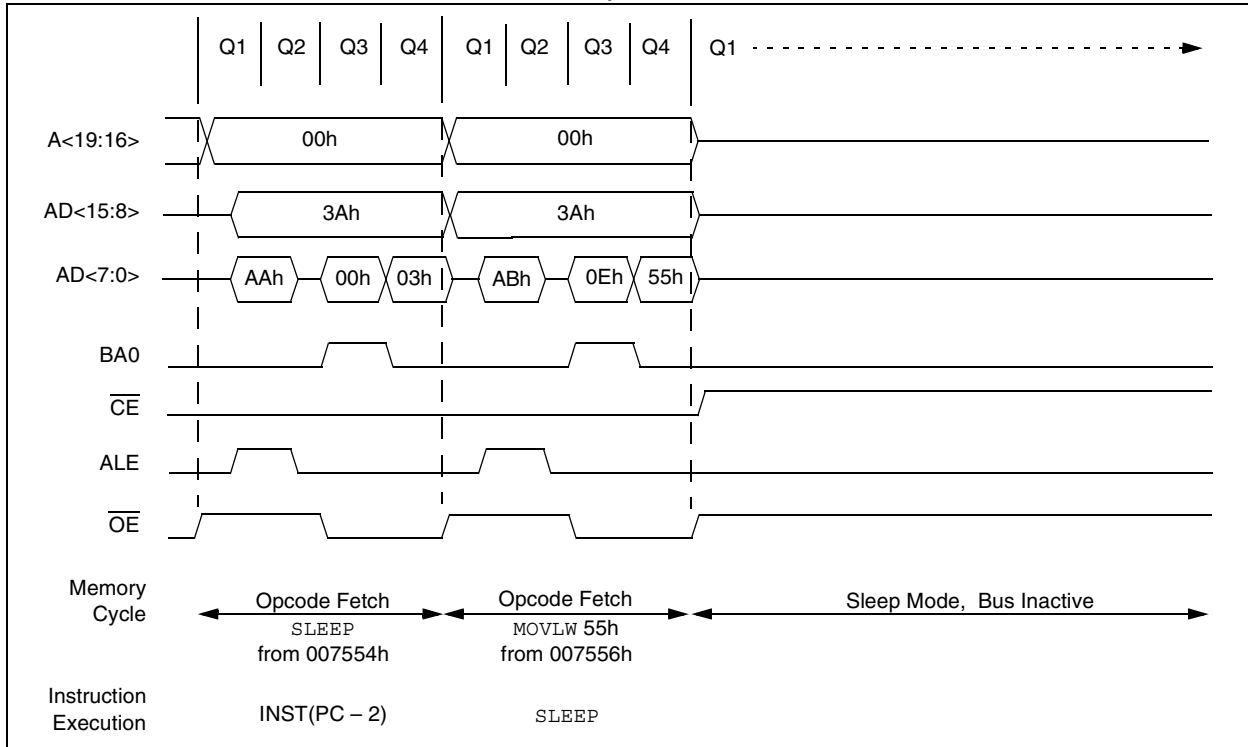 Q1 Q2 Q3 Q4 Q1 Q2 Q3 Q4 Q1
A<19:16> 00h 00h
AD<15:8> 3Ah 3Ah
AD<7:0> AAh 00h 03h ABh 0Eh 55h
BA0
CE
ALE
OE
Memory Cycle
Opcode Fetch
SLEEP
from 007554h
Opcode Fetch
MOVLW 55h
from 007556h
Sleep Mode, Bus Inactive
Instruction Execution
INST(PC – 2)
SLEEP